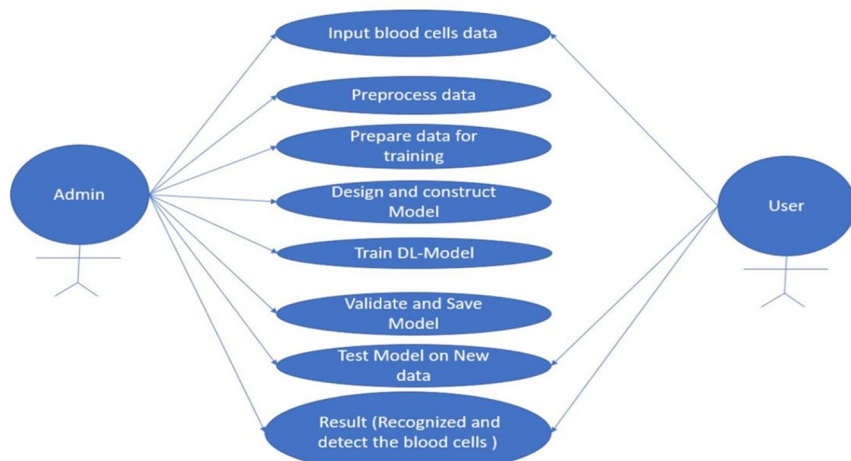 Input blood cells data
Preprocess data
Prepare data for
training
Admin
Design and construct
Model
User
Train DL-Model
Validate and Save
Model
Test Model on New
data
Result (Recognized and
detect the blood cells )